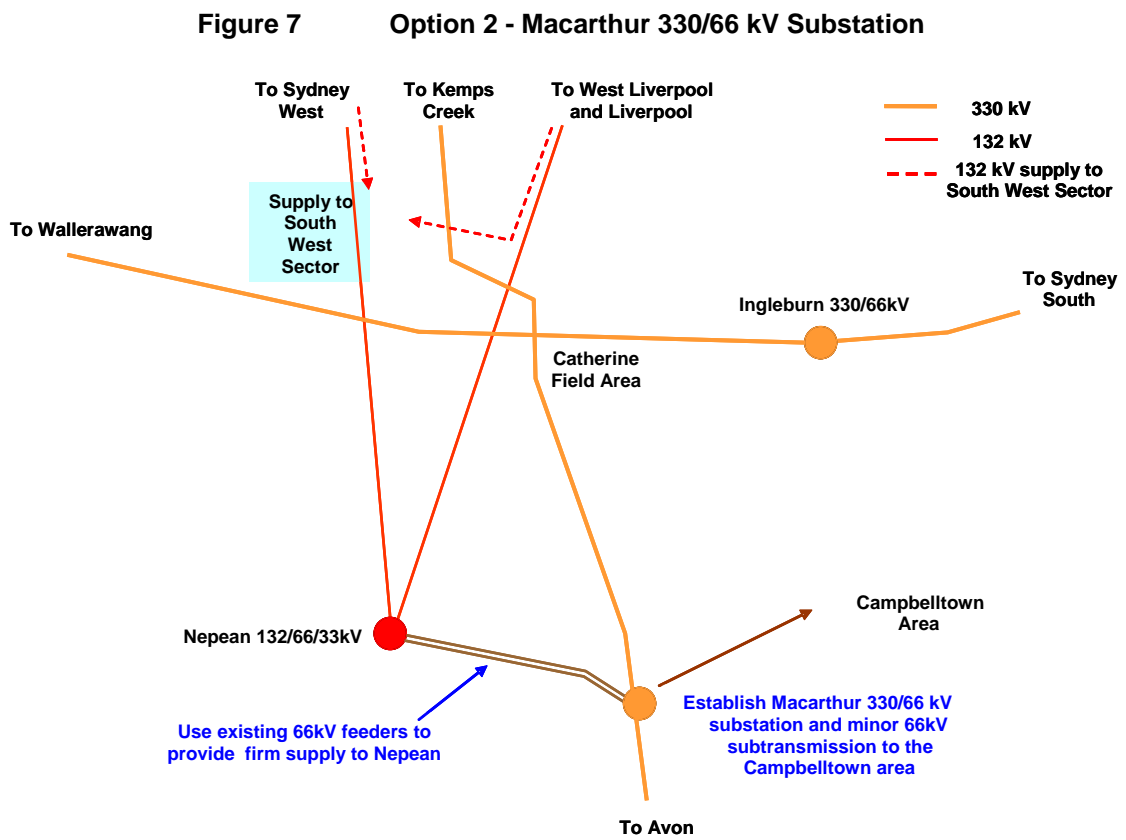 Figure 7 Option 2 - Macarthur 330/66 kV Substation
To Sydney
West
To Kemps
Creek
To West Liverpool
and Liverpool
330 kV
132 kV
132 kV supply to
South West Sector
Supply to
South
West
Sector
To Wallerawang
To Sydney
South
Ingleburn 330/66kV
Catherine
Field Area
Campbelltown
Area
Nepean 132/66/33kV
Establish Macarthur 330/66 kV
substation and minor 66kV
subtransmission to the
Campbelltown area
Use existing 66kV feeders to
provide firm supply to Nepean
To Avon